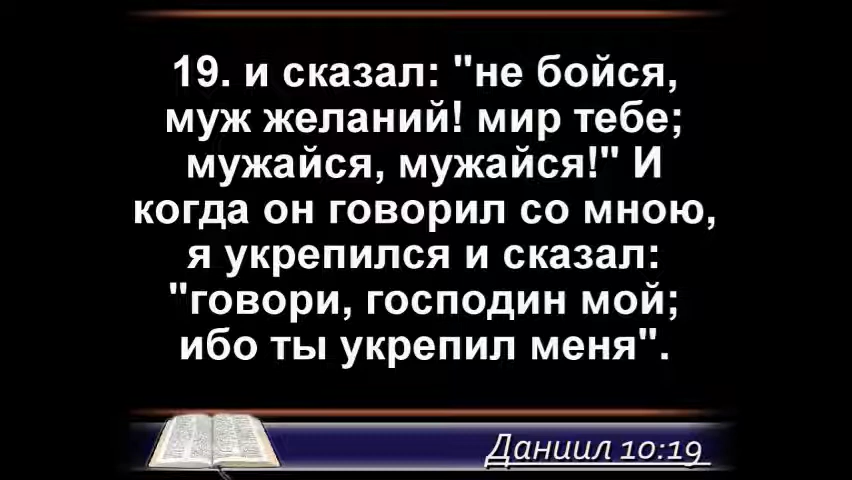 19. и сказал: "не бойся,
муж желаний! мир тебе;
мужайся, мужайся!" И
когда он говорил со мною,
я укрепился и сказал:
"говори, господин мой;
ибо ты укрепил меня".
Даниил 10:19